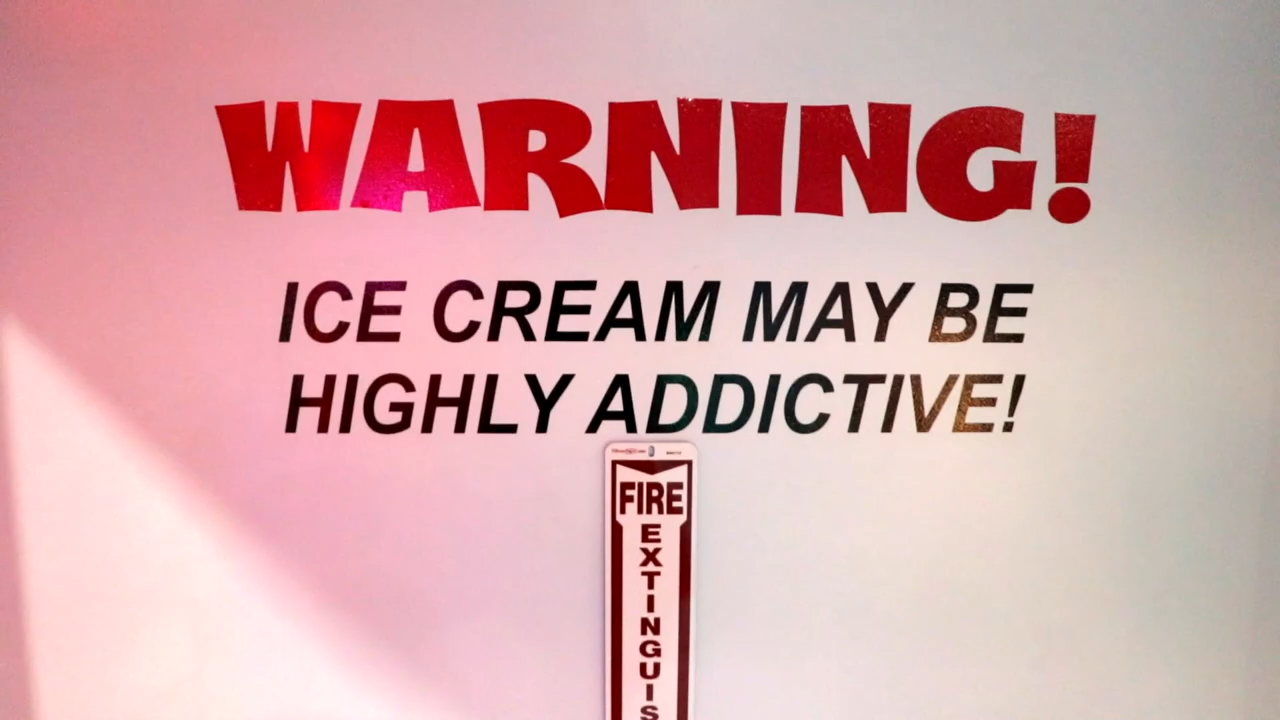 WARNING!
ICE CREAM MAY BE
HIGHLY ADDICTIVE!
FIRE
EXTINGUIS